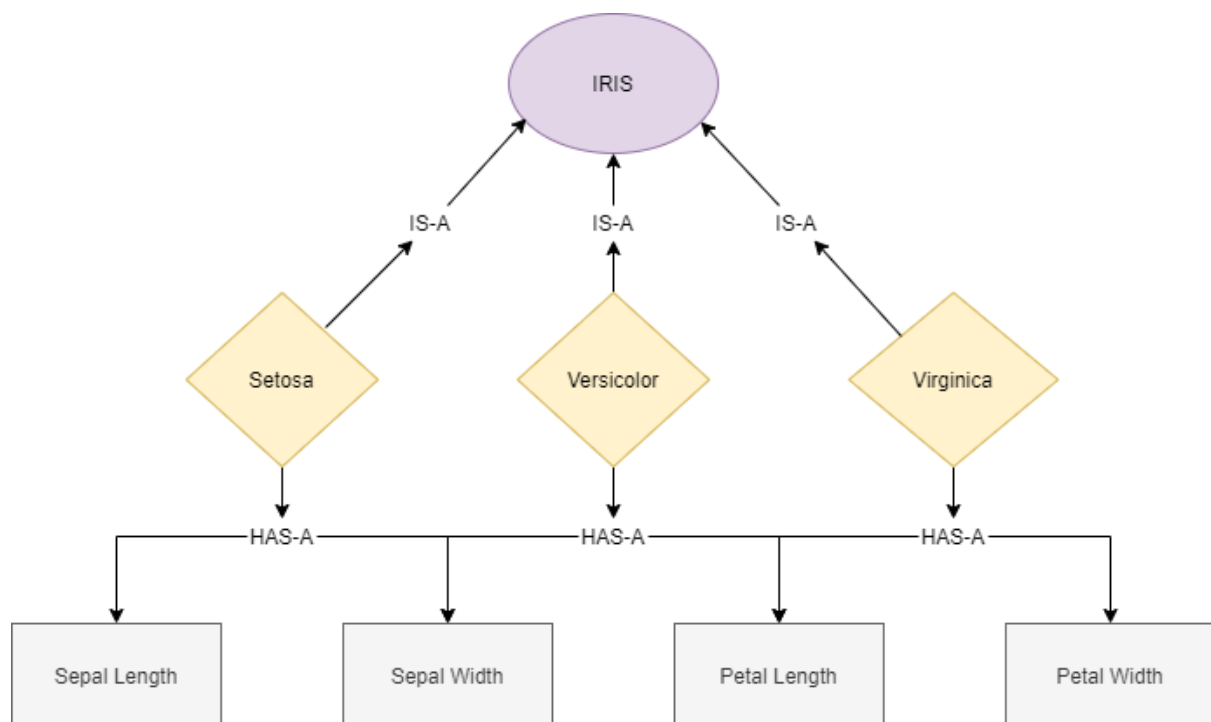 IRIS
IS-A
IS-A
IS-A
Setosa
Versicolor
Virginica
HAS-A
HAS-A
HAS-A
Sepal Length
Sepal Width
Petal Length
Petal Width